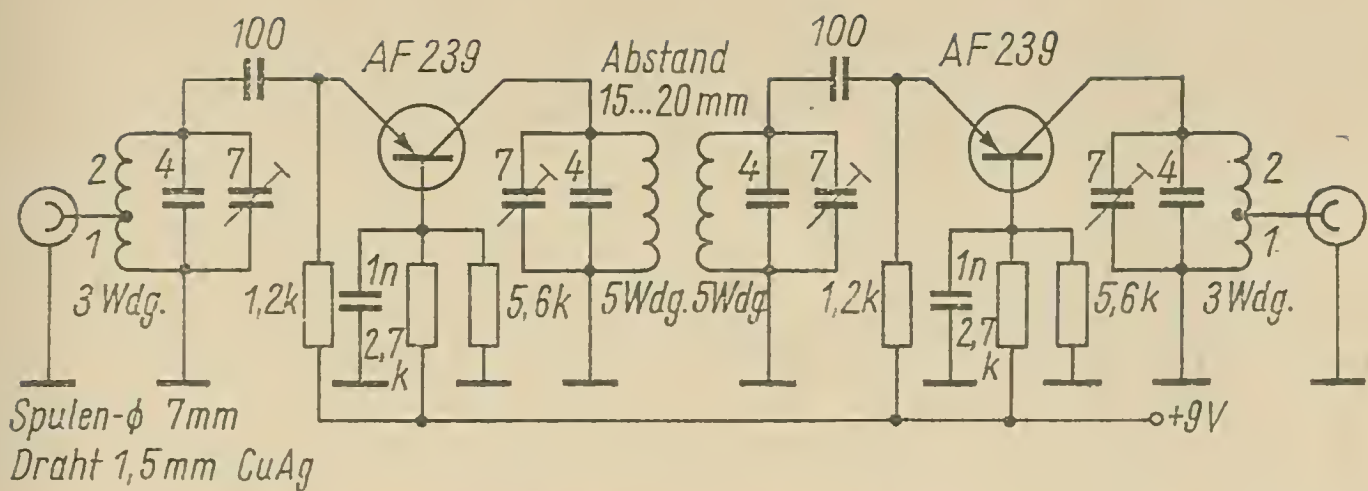 100
AF 239
Abstand
15...20 mm
100
AF 239
2
4
7
7
4
4
7
7
4
2
1
1
3 Wdg.
1,2k
1n
2,7
k
5,6k
5Wdg.
5Wdg
1,2k
1n
2,7
k
5,6k
3 Wdg.
+9V
Spulen-ϕ 7mm
Draht 1,5mm CuAg